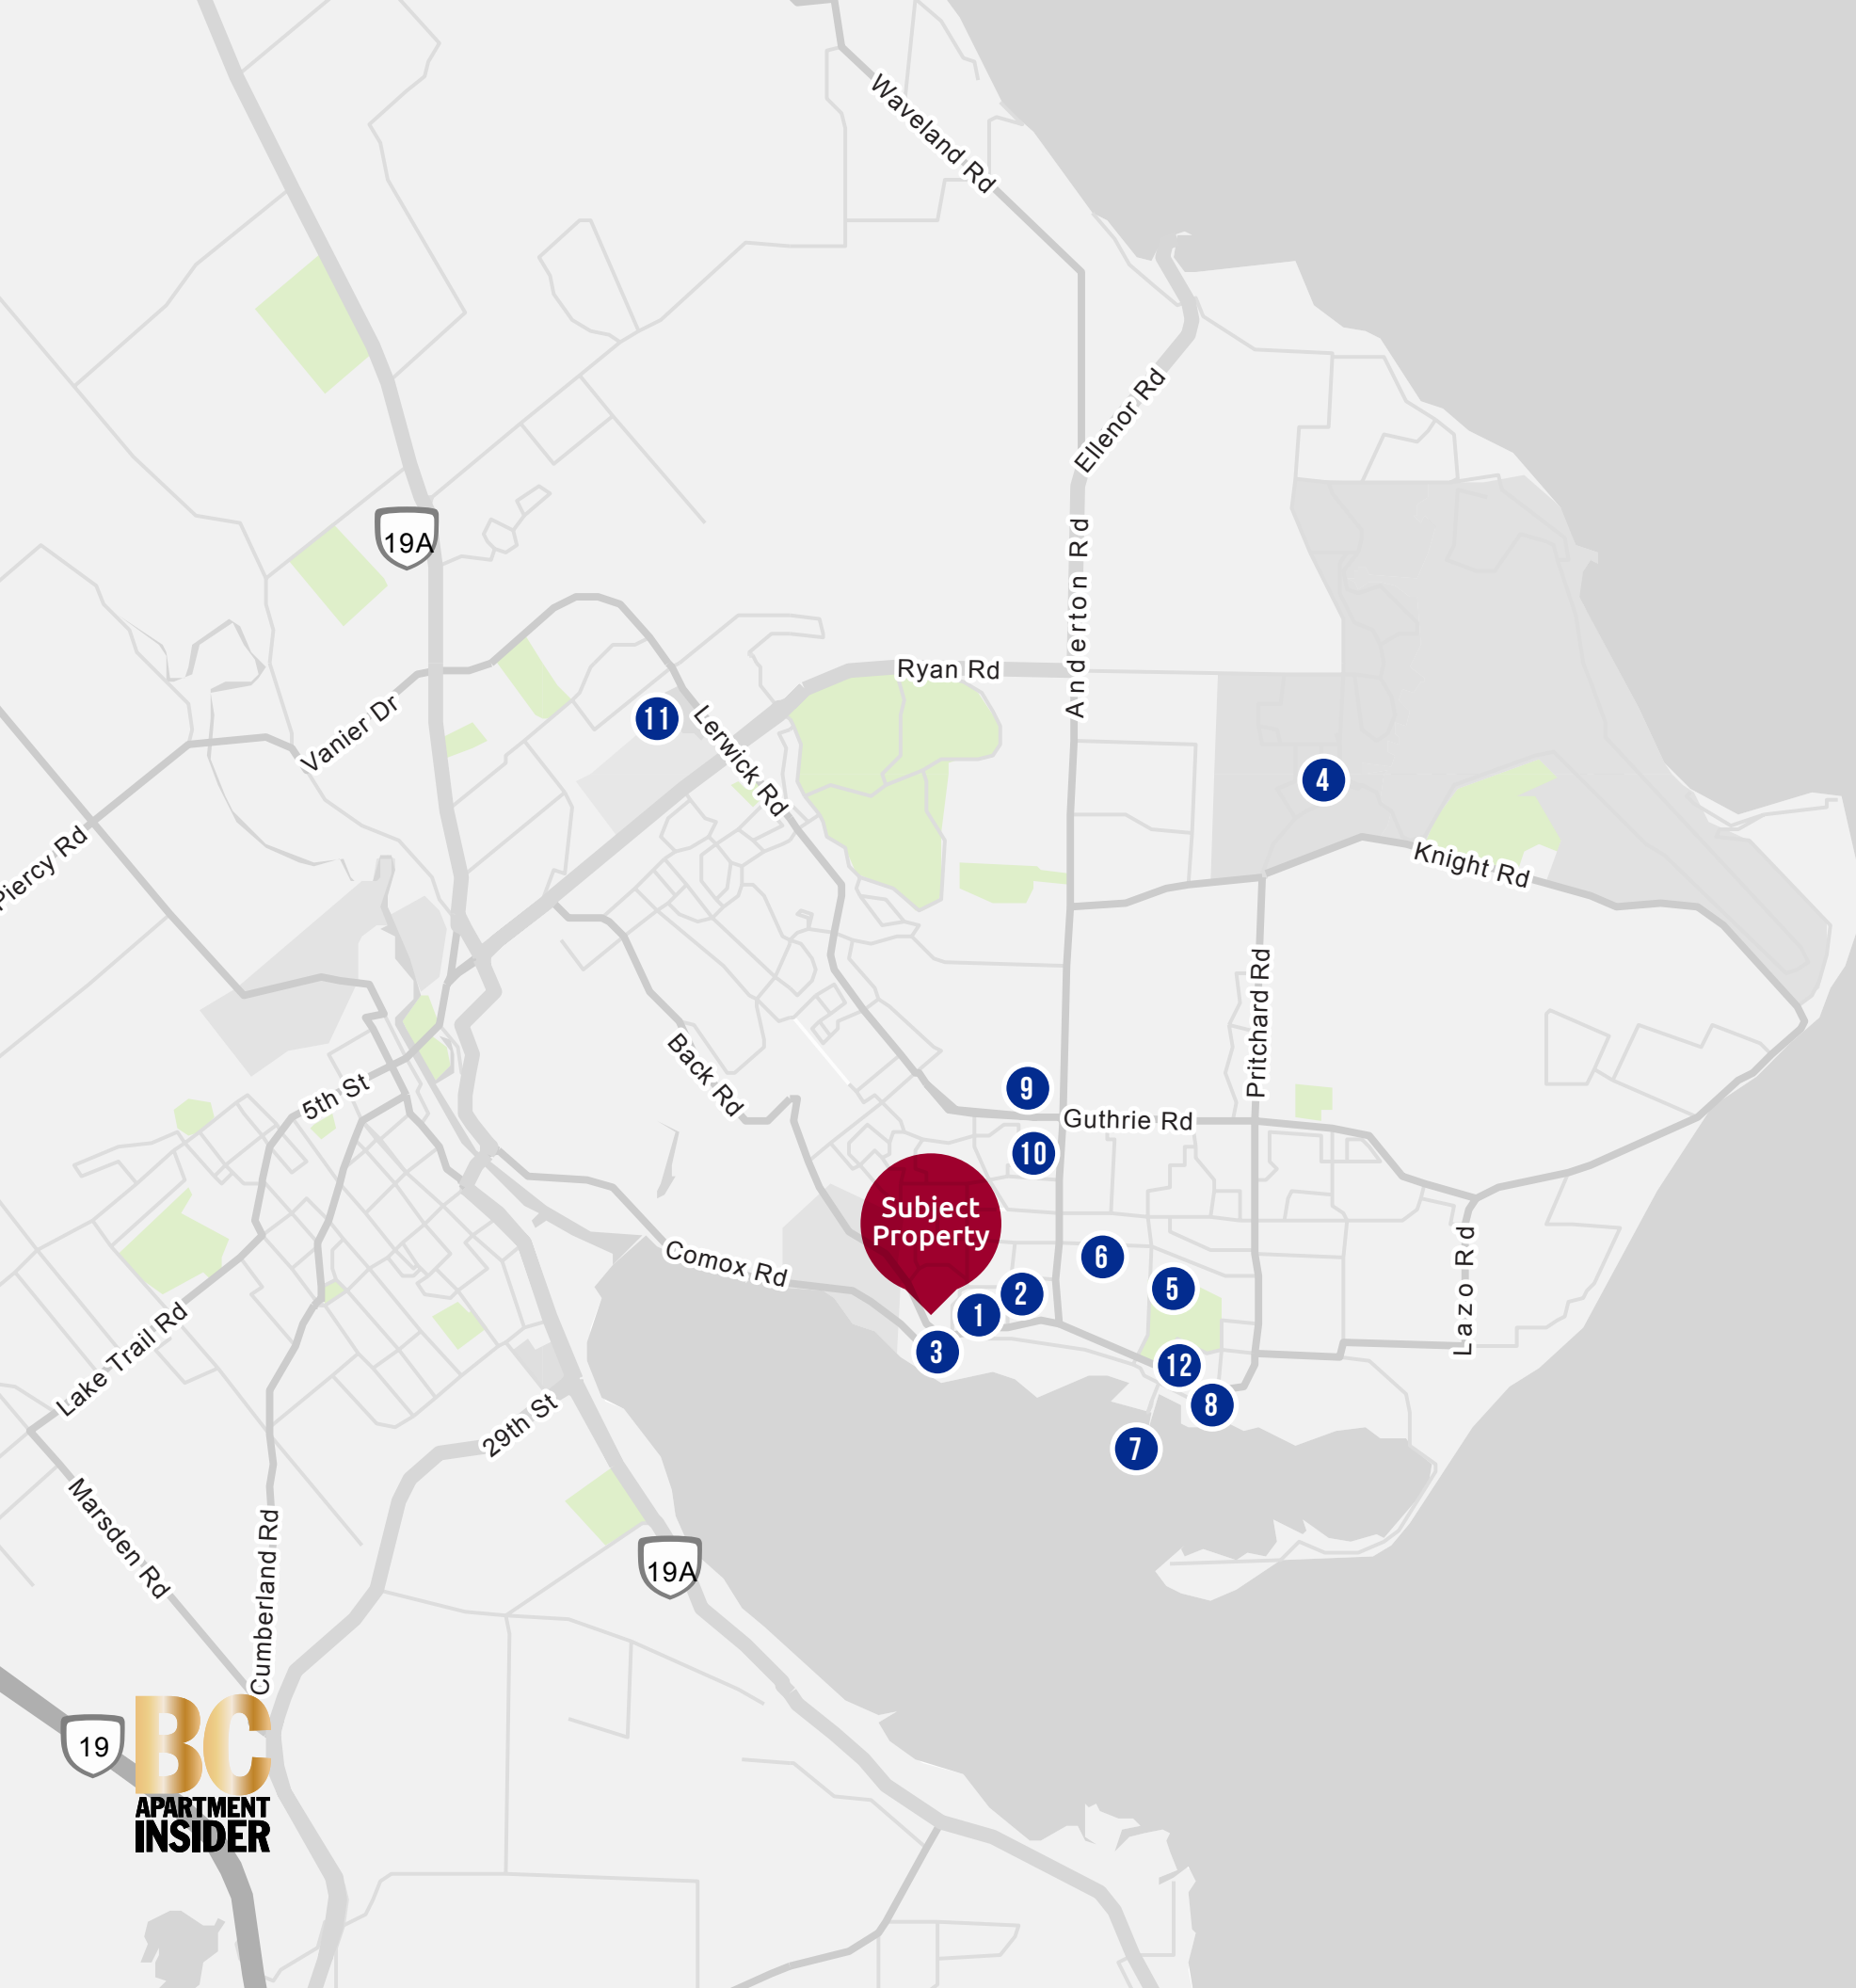 Waveland Rd
Ellenor Rd
19A
Anderton Rd
Ryan Rd
Vanier Dr
11
Lerwick Rd
4
Piercy Rd
Knight Rd
Pritchard Rd
Back Rd
5th St
9
Guthrie Rd
10
Subject
Property
Comox Rd
6
5
2
1
3
Lazo Rd
Lake Trail Rd
12
8
29th St
7
Marsden Rd
Cumberland Rd
19A
19
BC
APARTMENT
INSIDER